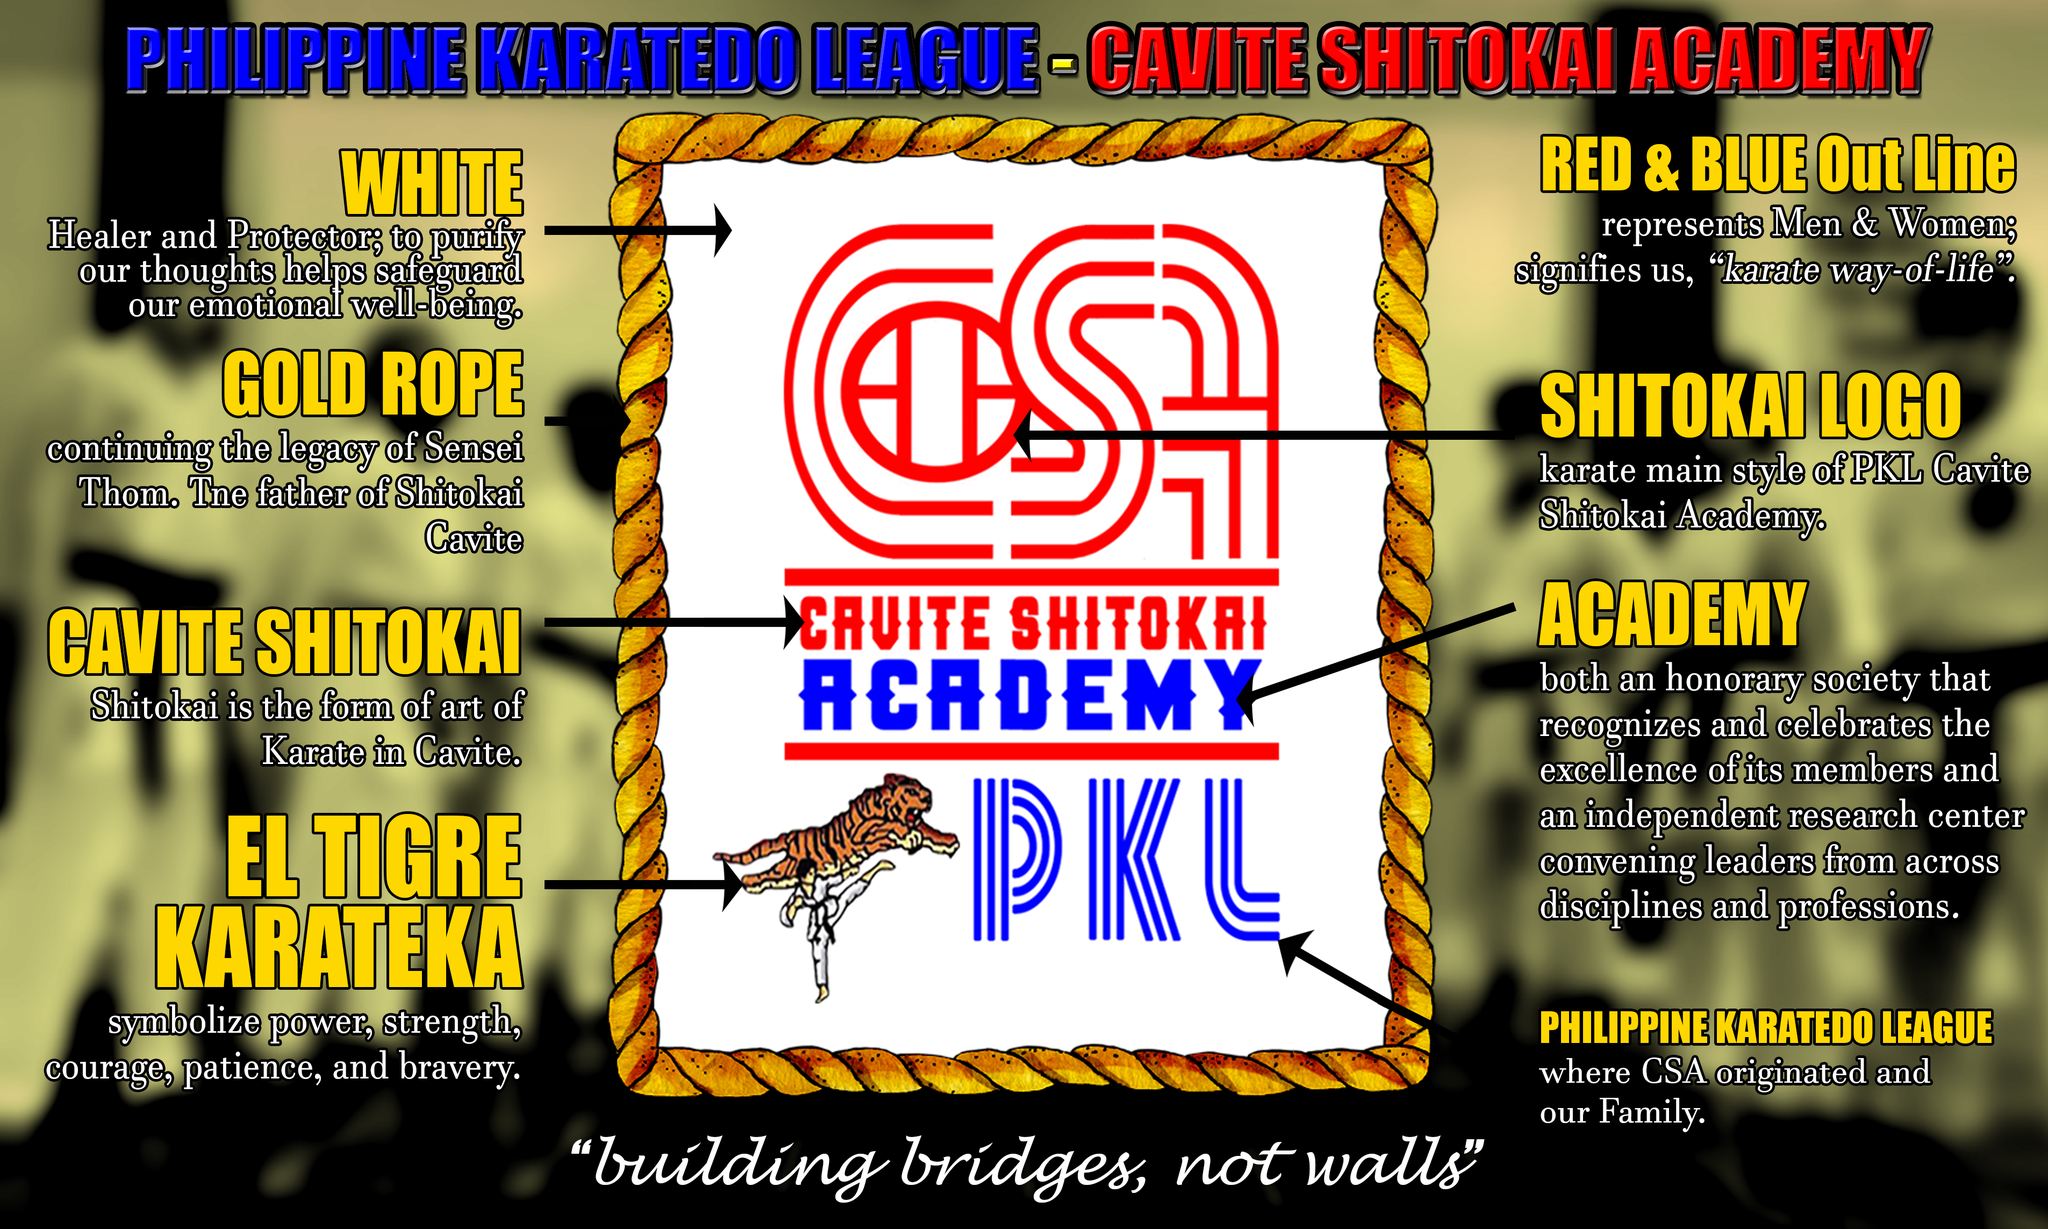 PHILIPPINE KARATEDO LEAGUE - CAVITE SHITOKAI ACADEMY
WHITE
Healer and Protector; to purify
our thoughts helps safeguard
our emotional well-being.
GOLD ROPE
continuing the legacy of Sensei
Thom. Tne father of Shitokai
Cavite
CAVITE SHITOKAI
Shitokai is the form of art of
Karate in Cavite.
EL TIGRE
KARATEKA
symbolize power, strength,
courage, patience, and bravery.
CSA
CAVITE SHITOKAI
ACADEMY
PKL
RED & BLUE Out Line
represents Men & Women;
signifies us, “karate way-of-life”.
SHITOKAI LOGO
karate main style of PKL Cavite
Shitokai Academy.
ACADEMY
both an honorary society that
recognizes and celebrates the
excellence of its members and
an independent research center
convening leaders from across
disciplines and professions.
PHILIPPINE KARATEDO LEAGUE
where CSA originated and
our Family.
“building bridges, not walls”